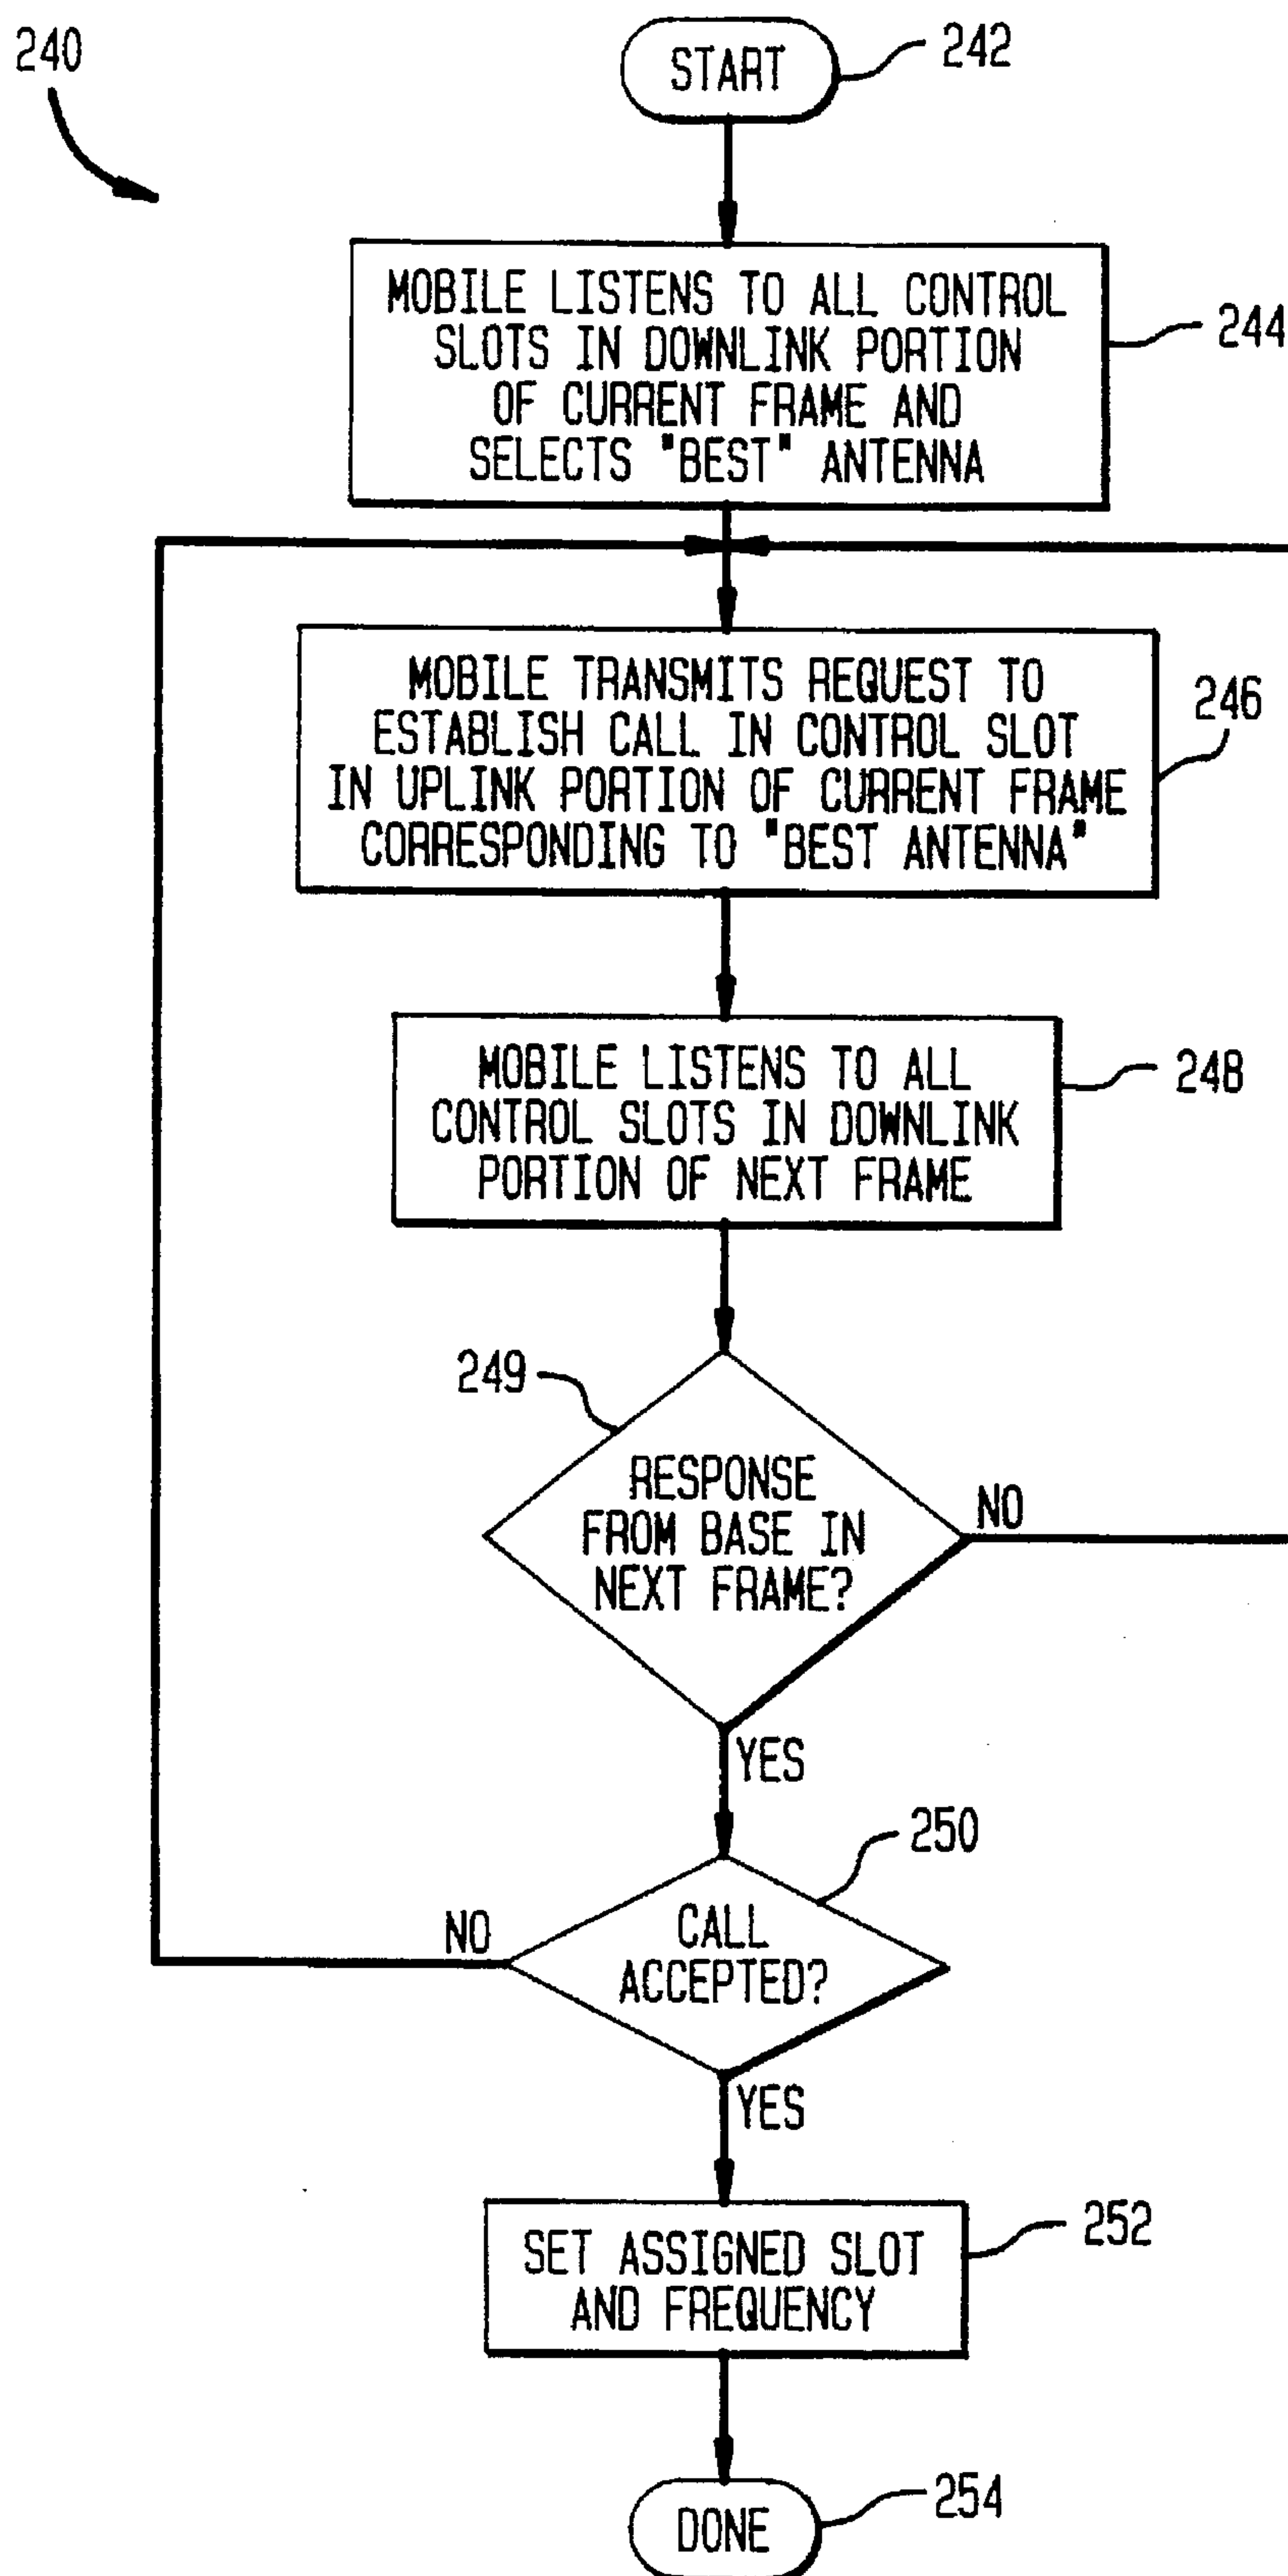 240
START
242
MOBILE LISTENS TO ALL CONTROL
SLOTS IN DOWNLINK PORTION
OF CURRENT FRAME AND
SELECTS "BEST" ANTENNA
244
MOBILE TRANSMITS REQUEST TO
ESTABLISH CALL IN CONTROL SLOT
IN UPLINK PORTION OF CURRENT FRAME
CORRESPONDING TO "BEST ANTENNA"
246
MOBILE LISTENS TO ALL
CONTROL SLOTS IN DOWNLINK
PORTION OF NEXT FRAME
248
249
RESPONSE
FROM BASE IN
NEXT FRAME?
NO
YES
250
CALL
ACCEPTED?
NO
YES
SET ASSIGNED SLOT
AND FREQUENCY
252
DONE
254